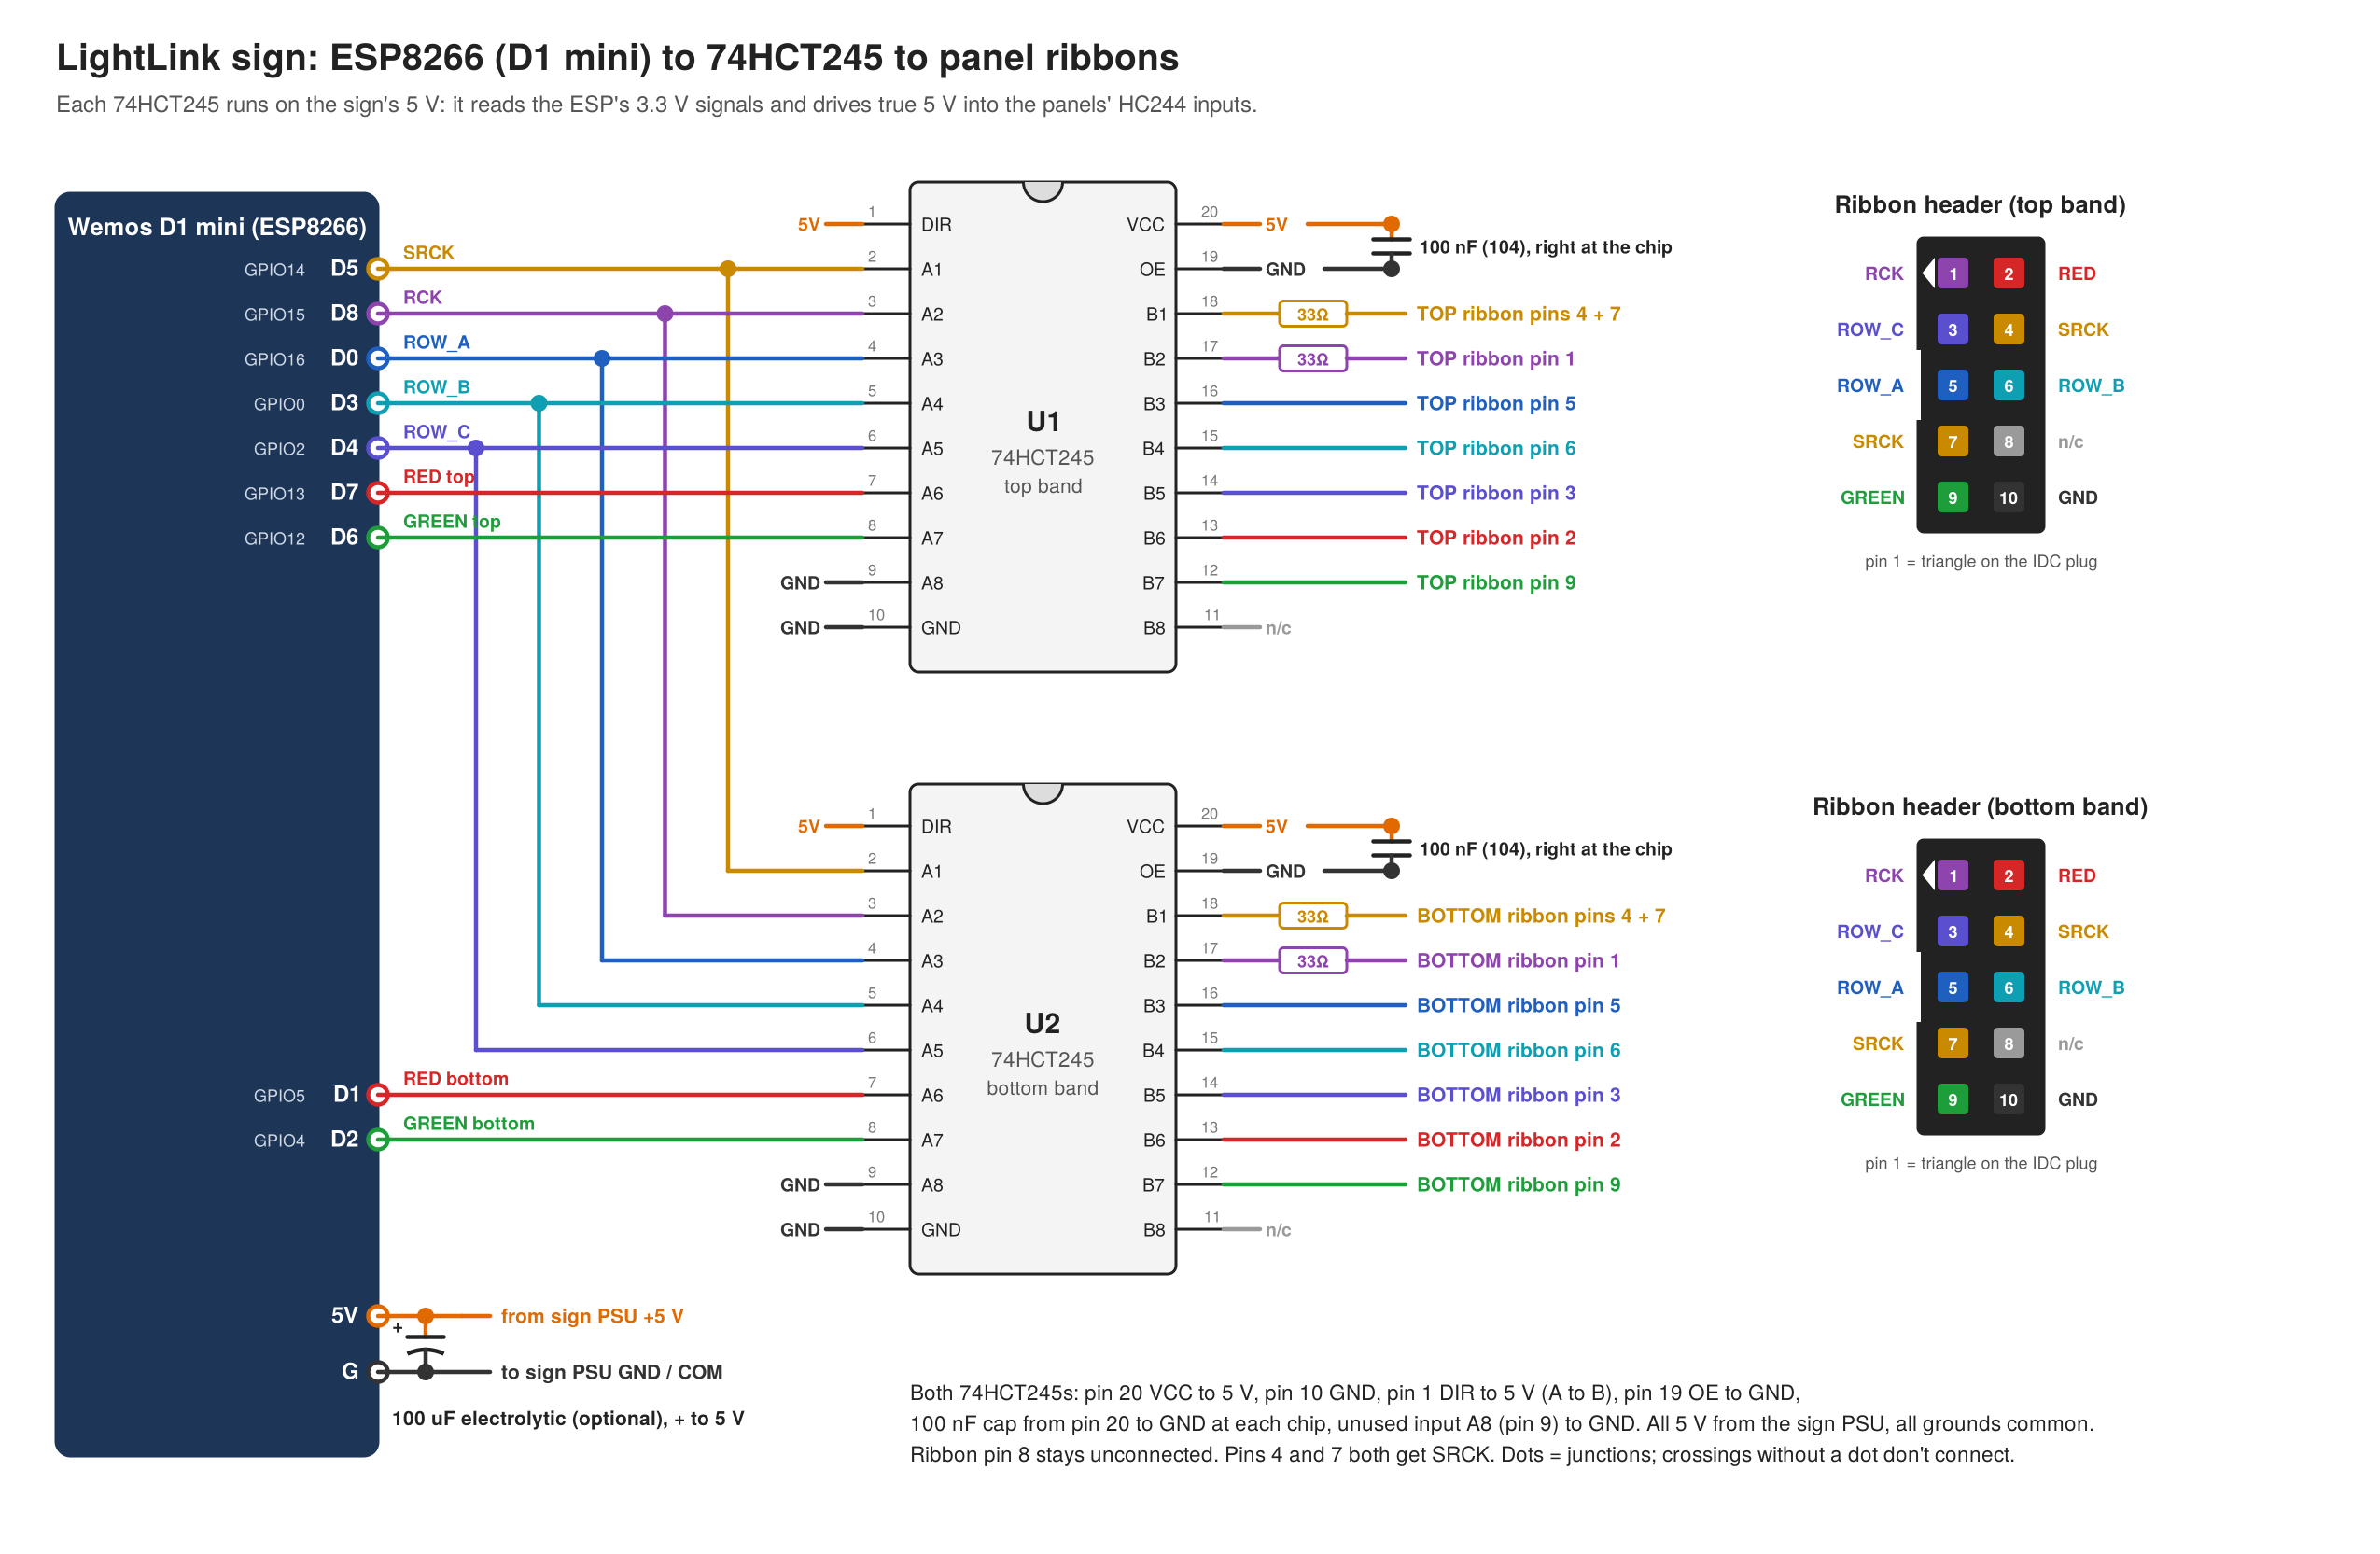 LightLink sign: ESP8266 (D1 mini) to 74HCT245 to panel ribbons
Each 74HCT245 runs on the sign's 5 V: it reads the ESP's 3.3 V signals and drives true 5 V into the panels' HC244 inputs.
Wemos D1 mini (ESP8266)
GPIO14 D5 SRCK
GPIO15 D8 RCK
GPIO16 D0 ROW_A
GPIO0 D3 ROW_B
GPIO2 D4 ROW_C
GPIO13 D7 RED top
GPIO12 D6 GREEN top
GPIO5 D1 RED bottom
GPIO4 D2 GREEN bottom
5V from sign PSU +5 V
+
G to sign PSU GND / COM
100 uF electrolytic (optional), + to 5 V
5V 1 DIR VCC 20 5V
2 A1 OE 19 GND
100 nF (104), right at the chip
3 A2 B1 18 33Ω TOP ribbon pins 4 + 7
4 A3 B2 17 33Ω TOP ribbon pin 1
5 A4 B3 16 TOP ribbon pin 5
6 A5 B4 15 TOP ribbon pin 6
7 A6 B5 14 TOP ribbon pin 3
8 A7 B6 13 TOP ribbon pin 2
GND 9 A8 B7 12 TOP ribbon pin 9
GND 10 GND B8 11 n/c
U1
74HCT245
top band
Ribbon header (top band)
RCK 1 2 RED
ROW_C 3 4 SRCK
ROW_A 5 6 ROW_B
SRCK 7 8 n/c
GREEN 9 10 GND
pin 1 = triangle on the IDC plug
5V 1 DIR VCC 20 5V
2 A1 OE 19 GND
100 nF (104), right at the chip
3 A2 B1 18 33Ω BOTTOM ribbon pins 4 + 7
4 A3 B2 17 33Ω BOTTOM ribbon pin 1
5 A4 B3 16 BOTTOM ribbon pin 5
6 A5 B4 15 BOTTOM ribbon pin 6
7 A6 B5 14 BOTTOM ribbon pin 3
8 A7 B6 13 BOTTOM ribbon pin 2
GND 9 A8 B7 12 BOTTOM ribbon pin 9
GND 10 GND B8 11 n/c
U2
74HCT245
bottom band
Ribbon header (bottom band)
RCK 1 2 RED
ROW_C 3 4 SRCK
ROW_A 5 6 ROW_B
SRCK 7 8 n/c
GREEN 9 10 GND
pin 1 = triangle on the IDC plug
Both 74HCT245s: pin 20 VCC to 5 V, pin 10 GND, pin 1 DIR to 5 V (A to B), pin 19 OE to GND,
100 nF cap from pin 20 to GND at each chip, unused input A8 (pin 9) to GND. All 5 V from the sign PSU, all grounds common.
Ribbon pin 8 stays unconnected. Pins 4 and 7 both get SRCK. Dots = junctions; crossings without a dot don't connect.